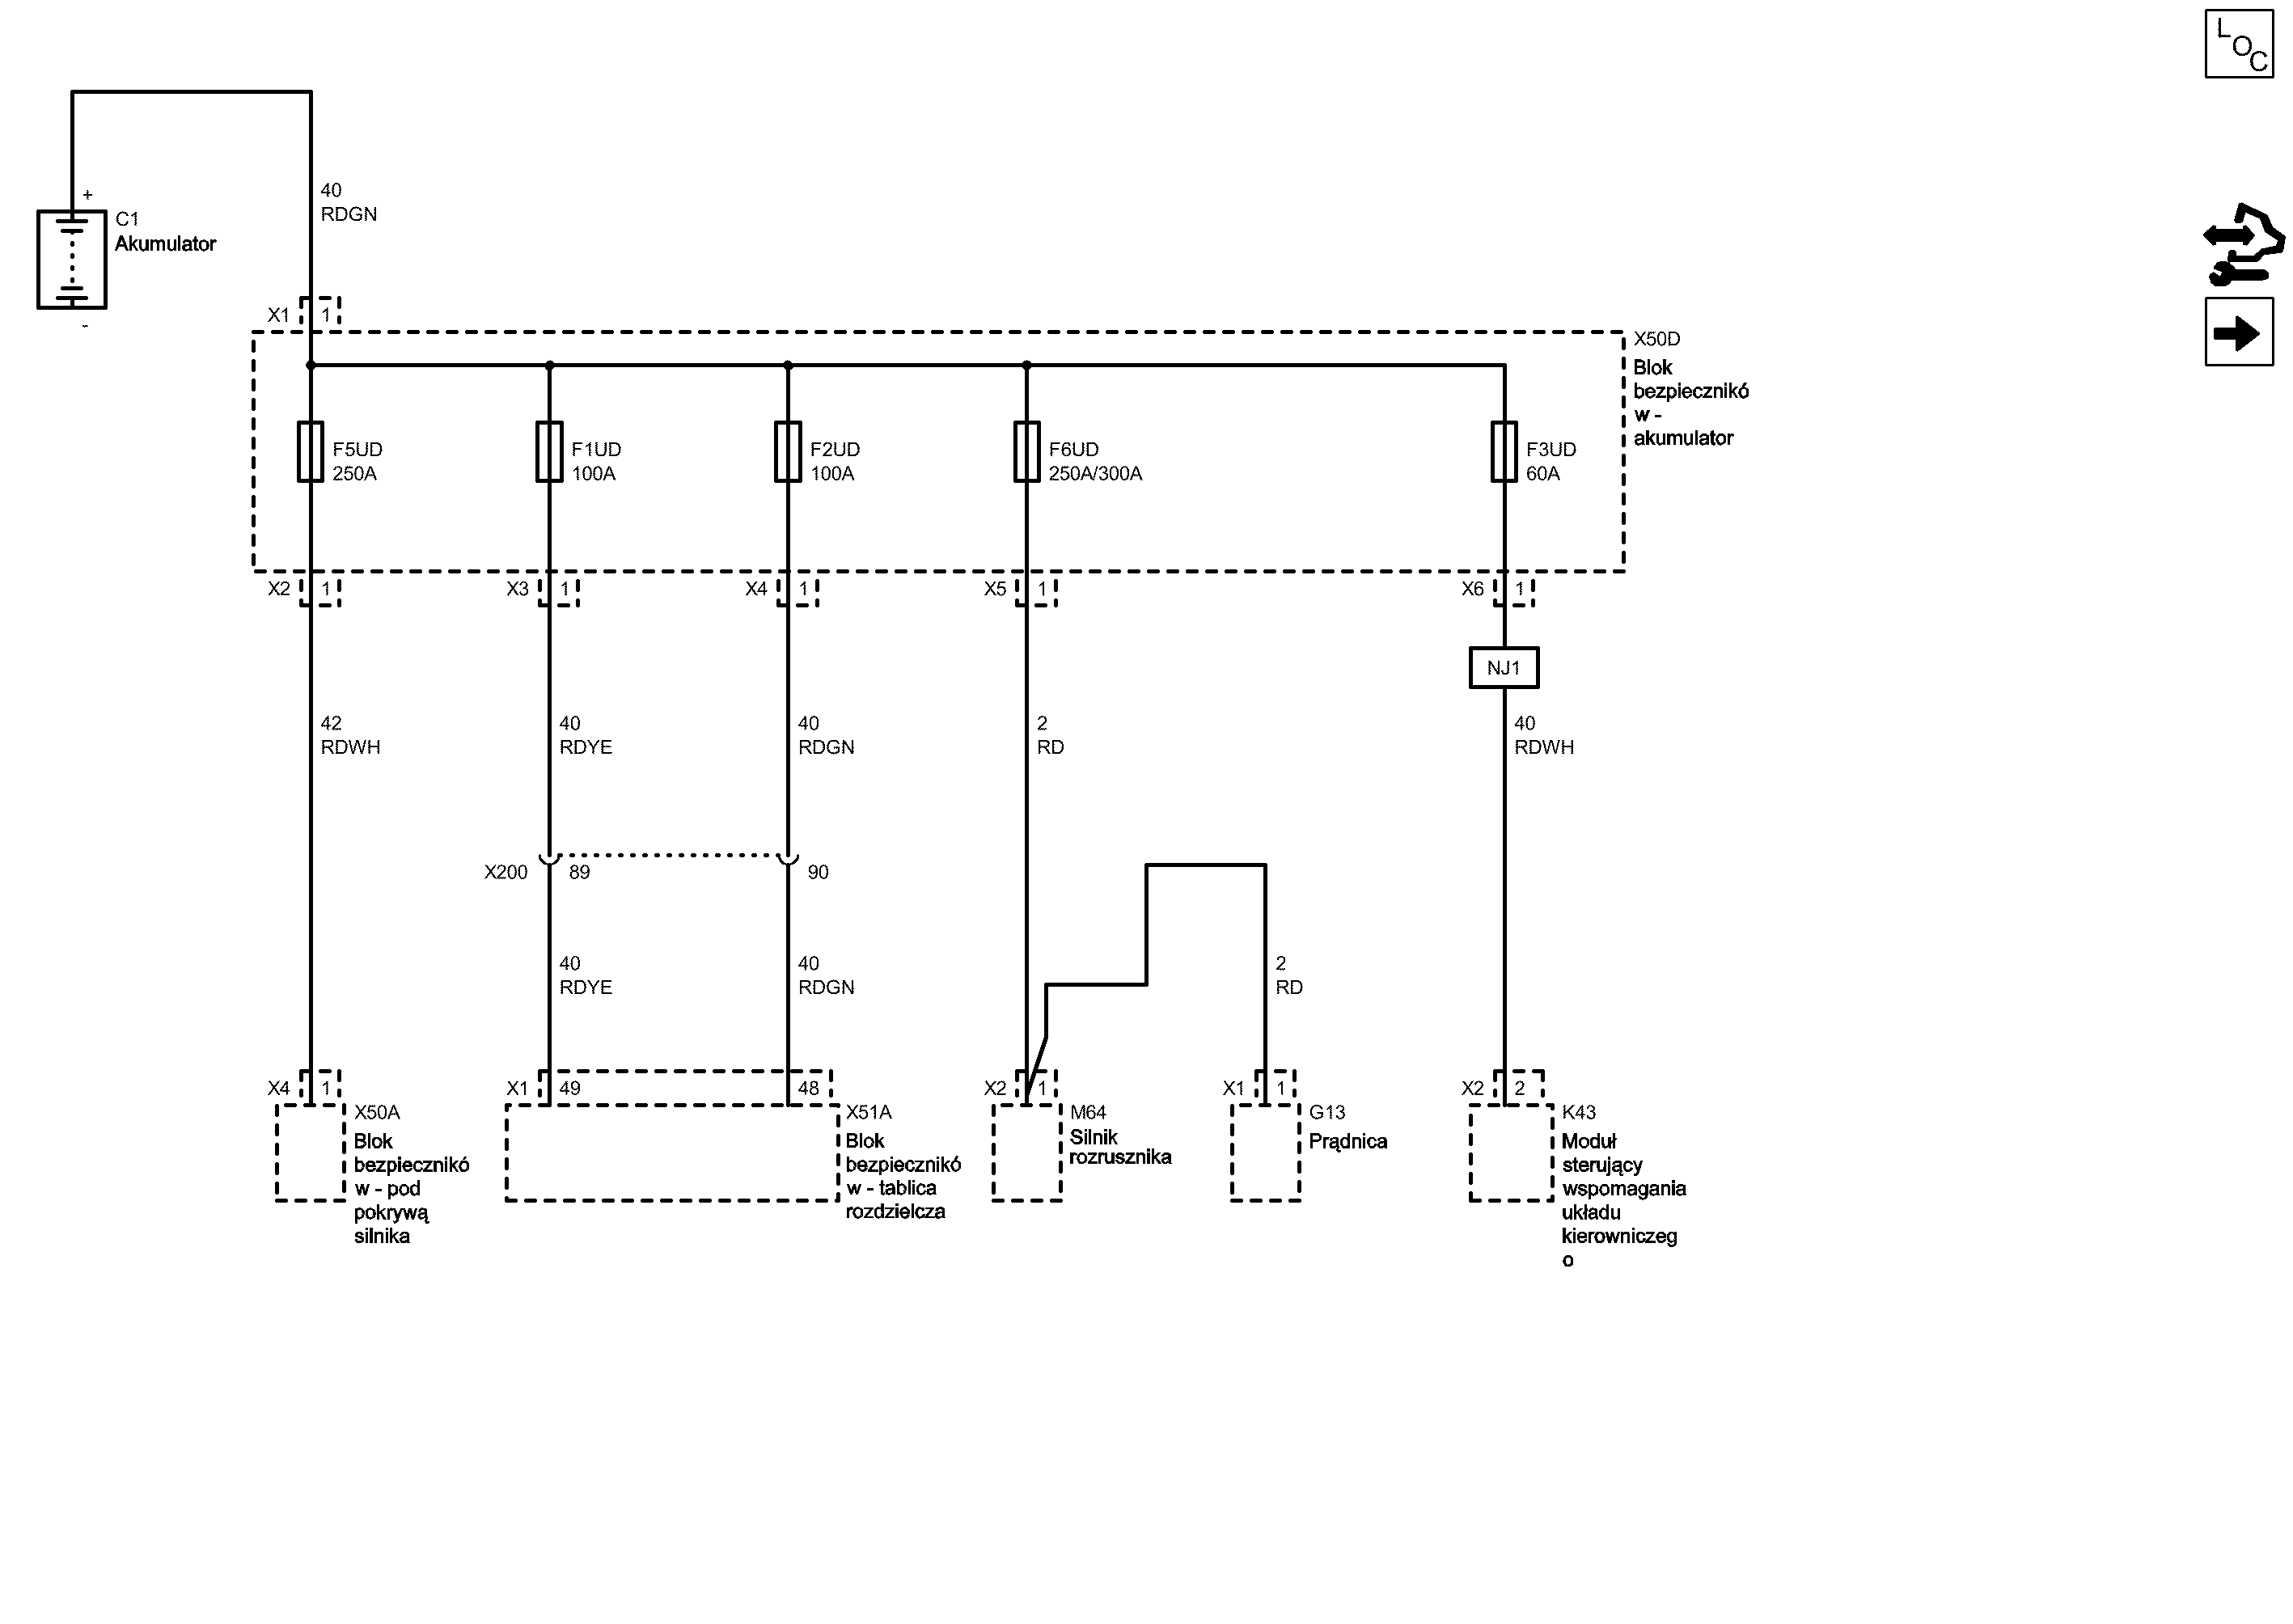 L
O
C
+
40
RDGN
C1
Akumulator
-
X1 1
X50D
Blok
bezpiecznikó
w -
akumulator
F5UD
250A
F1UD
100A
F2UD
100A
F6UD
250A/300A
F3UD
60A
X2 1
X3 1
X4 1
X5 1
X6 1
NJ1
42
RDWH
40
RDYE
40
RDGN
2
RD
40
RDWH
X200 89 90
40
RDYE
40
RDGN
2
RD
X4 1
X1 49 48
X2 1
X1 1
X2 2
X50A
Blok
bezpiecznikó
w - pod
pokrywą
silnika
X51A
Blok
bezpiecznikó
w - tablica
rozdzielcza
M64
Silnik
rozrusznika
G13
Prądnica
K43
Moduł
sterujący
wspomagania
układu
kierowniczeg
o